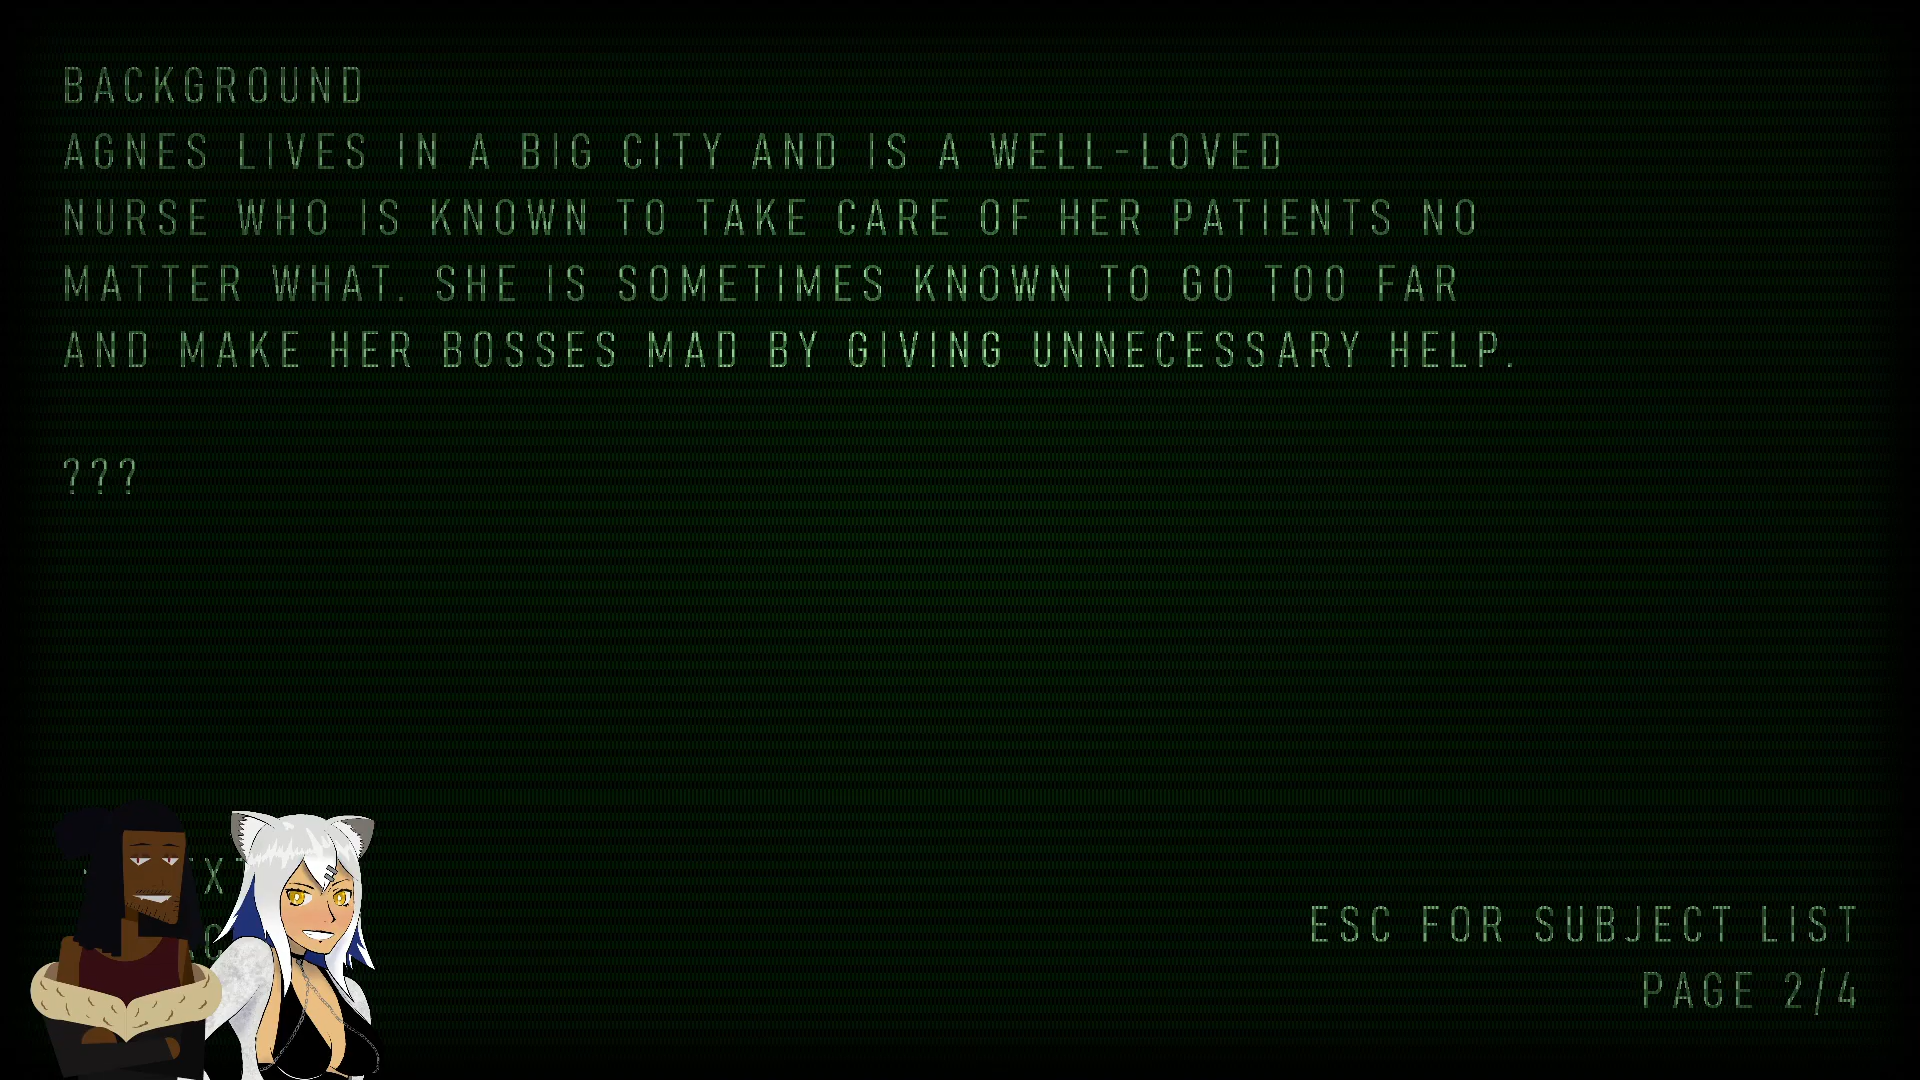 BACKGROUND
AGNES LIVES IN A BIG CITY AND IS A WELL-LOVED
NURSE WHO IS KNOWN TO TAKE CARE OF HER PATIENTS NO
MATTER WHAT. SHE IS SOMETIMES KNOWN TO GO TOO FAR
AND MAKE HER BOSSES MAD BY GIVING UNNECESSARY HELP.
???
ESC FOR SUBJECT LIST
PAGE 2/4